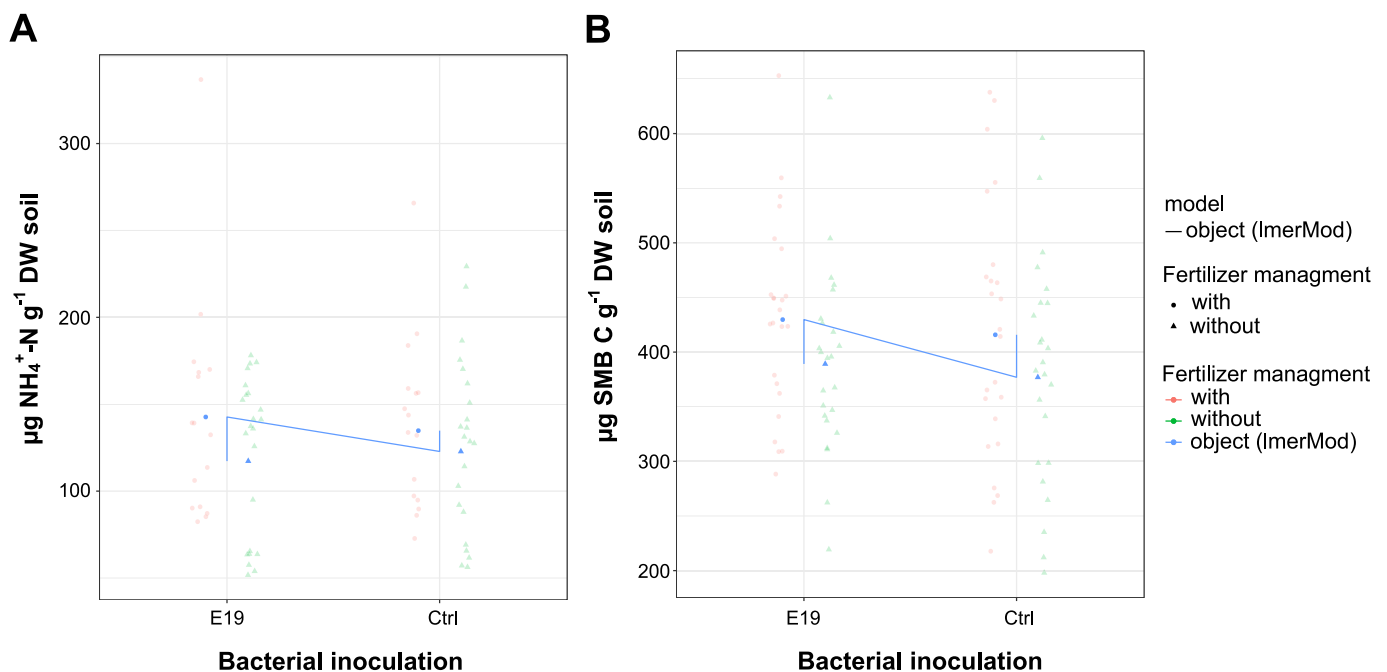 A
B
µg NH₄⁺-N g⁻¹ DW soil
300
200
100
E19
Ctrl
Bacterial inoculation
µg SMB C g⁻¹ DW soil
600
500
400
300
200
E19
Ctrl
Bacterial inoculation
model
object (lmerMod)
Fertilizer managment
with
without
Fertilizer managment
with
without
object (lmerMod)